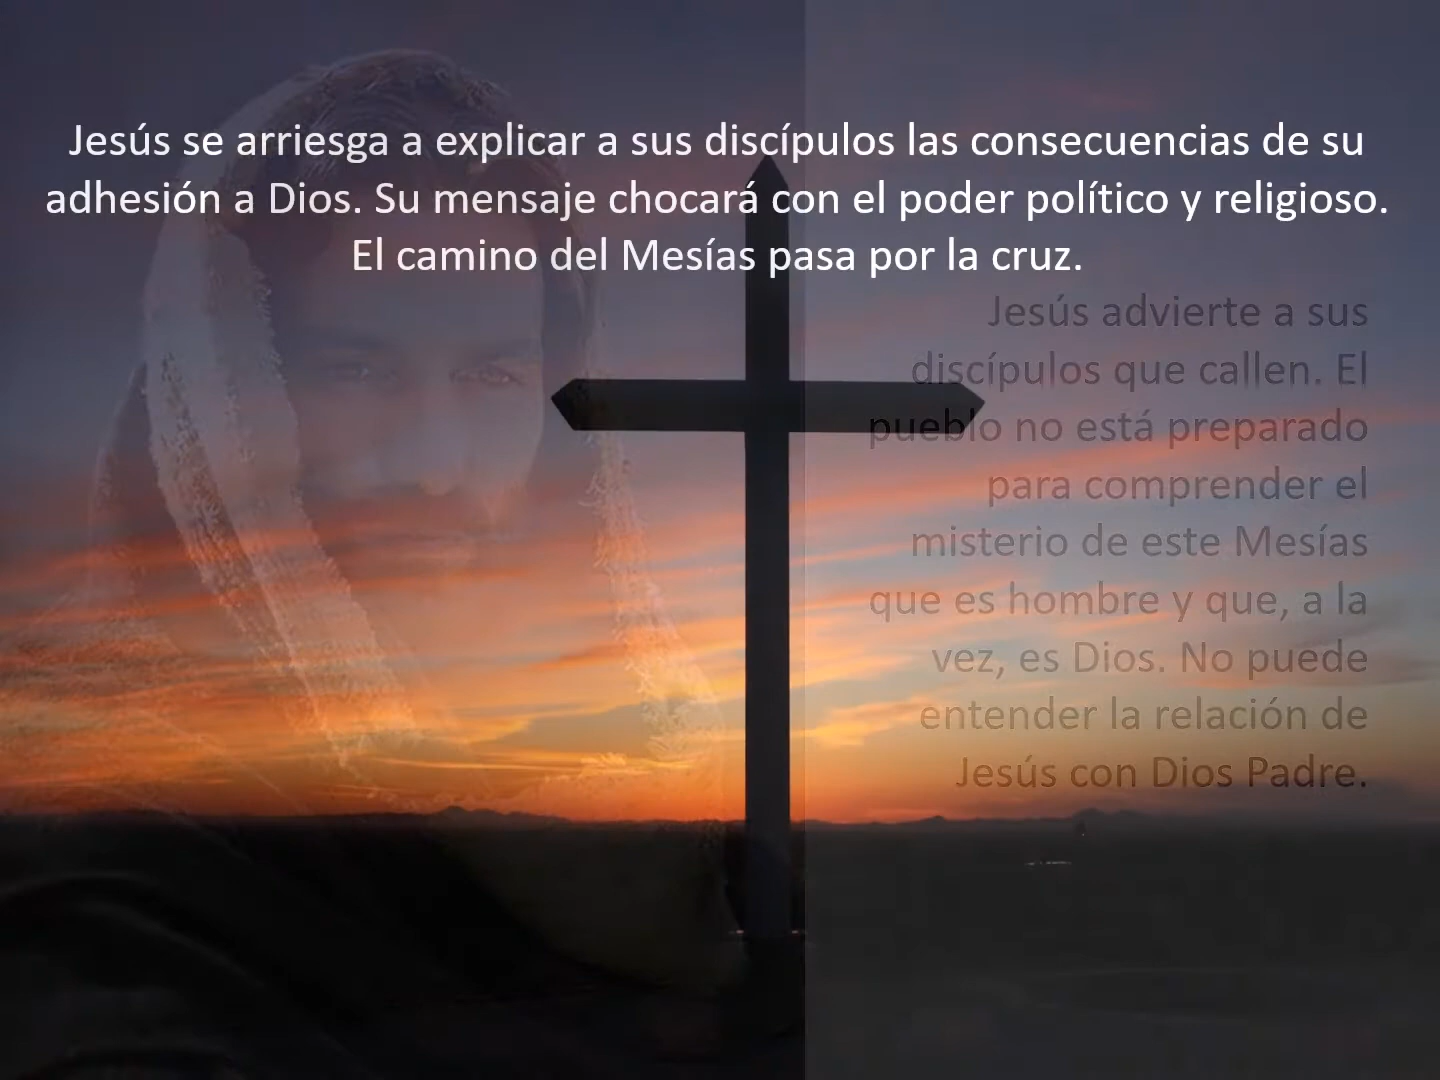 Jesús se arriesga a explicar a sus discípulos las consecuencias de su
adhesión a Dios. Su mensaje chocará con el poder político y religioso.
El camino del Mesías pasa por la cruz.
Jesús advierte a sus
discípulos que callen. El
pueblo no está preparado
para comprender el
misterio de este Mesías
que es hombre y que, a la
vez, es Dios. No puede
entender la relación de
Jesús con Dios Padre.